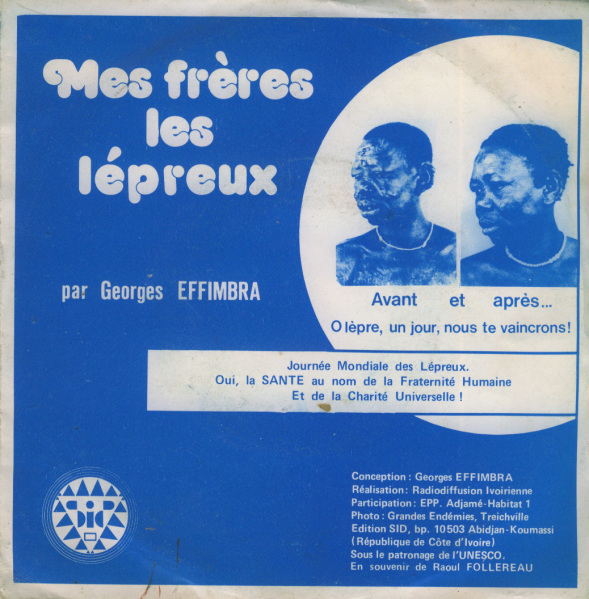 Mes frères
les
lépreux
par Georges EFFIMBRA
Avant et après...
O lèpre, un jour, nous te vaincrons!
Journée Mondiale des Lépreux.
Oui, la SANTE au nom de la Fraternité Humaine
Et de la Charité Universelle !
SID
Conception : Georges EFFIMBRA
Réalisation : Radiodiffusion Ivoirienne
Participation : EPP. Adjamé-Habitat 1
Photo : Grandes Endémies, Treichville
Edition SID, bp. 10503 Abidjan-Koumassi
(République de Côte d'Ivoire)
Sous le patronage de l'UNESCO.
En souvenir de Raoul FOLLEREAU